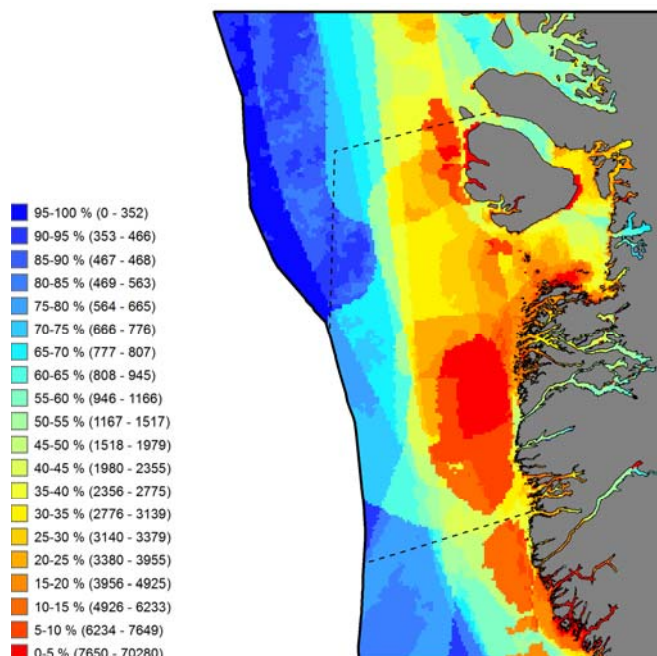 95-100 % (0 - 352)
90-95 % (353 - 466)
85-90 % (467 - 468)
80-85 % (469 - 563)
75-80 % (564 - 665)
70-75 % (666 - 776)
65-70 % (777 - 807)
60-65 % (808 - 945)
55-60 % (946 - 1166)
50-55 % (1167 - 1517)
45-50 % (1518 - 1979)
40-45 % (1980 - 2355)
35-40 % (2356 - 2775)
30-35 % (2776 - 3139)
25-30 % (3140 - 3379)
20-25 % (3380 - 3955)
15-20 % (3956 - 4925)
10-15 % (4926 - 6233)
5-10 % (6234 - 7649)
0-5 % (7650 - 70280)